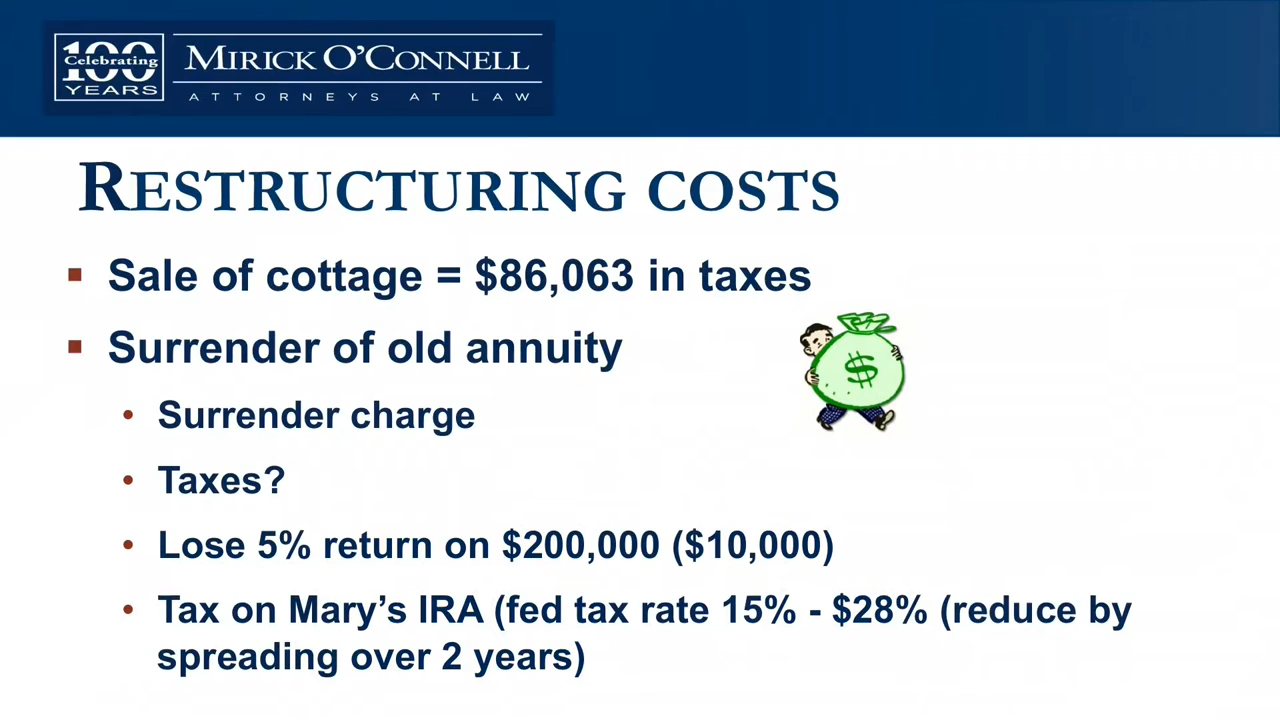 Celebrating
100
YEARS
MIRICK O'CONNELL
ATTORNEYS AT LAW
RESTRUCTURING COSTS
▪ Sale of cottage = $86,063 in taxes
▪ Surrender of old annuity
$
• Surrender charge
• Taxes?
• Lose 5% return on $200,000 ($10,000)
• Tax on Mary’s IRA (fed tax rate 15% - $28% (reduce by
spreading over 2 years)